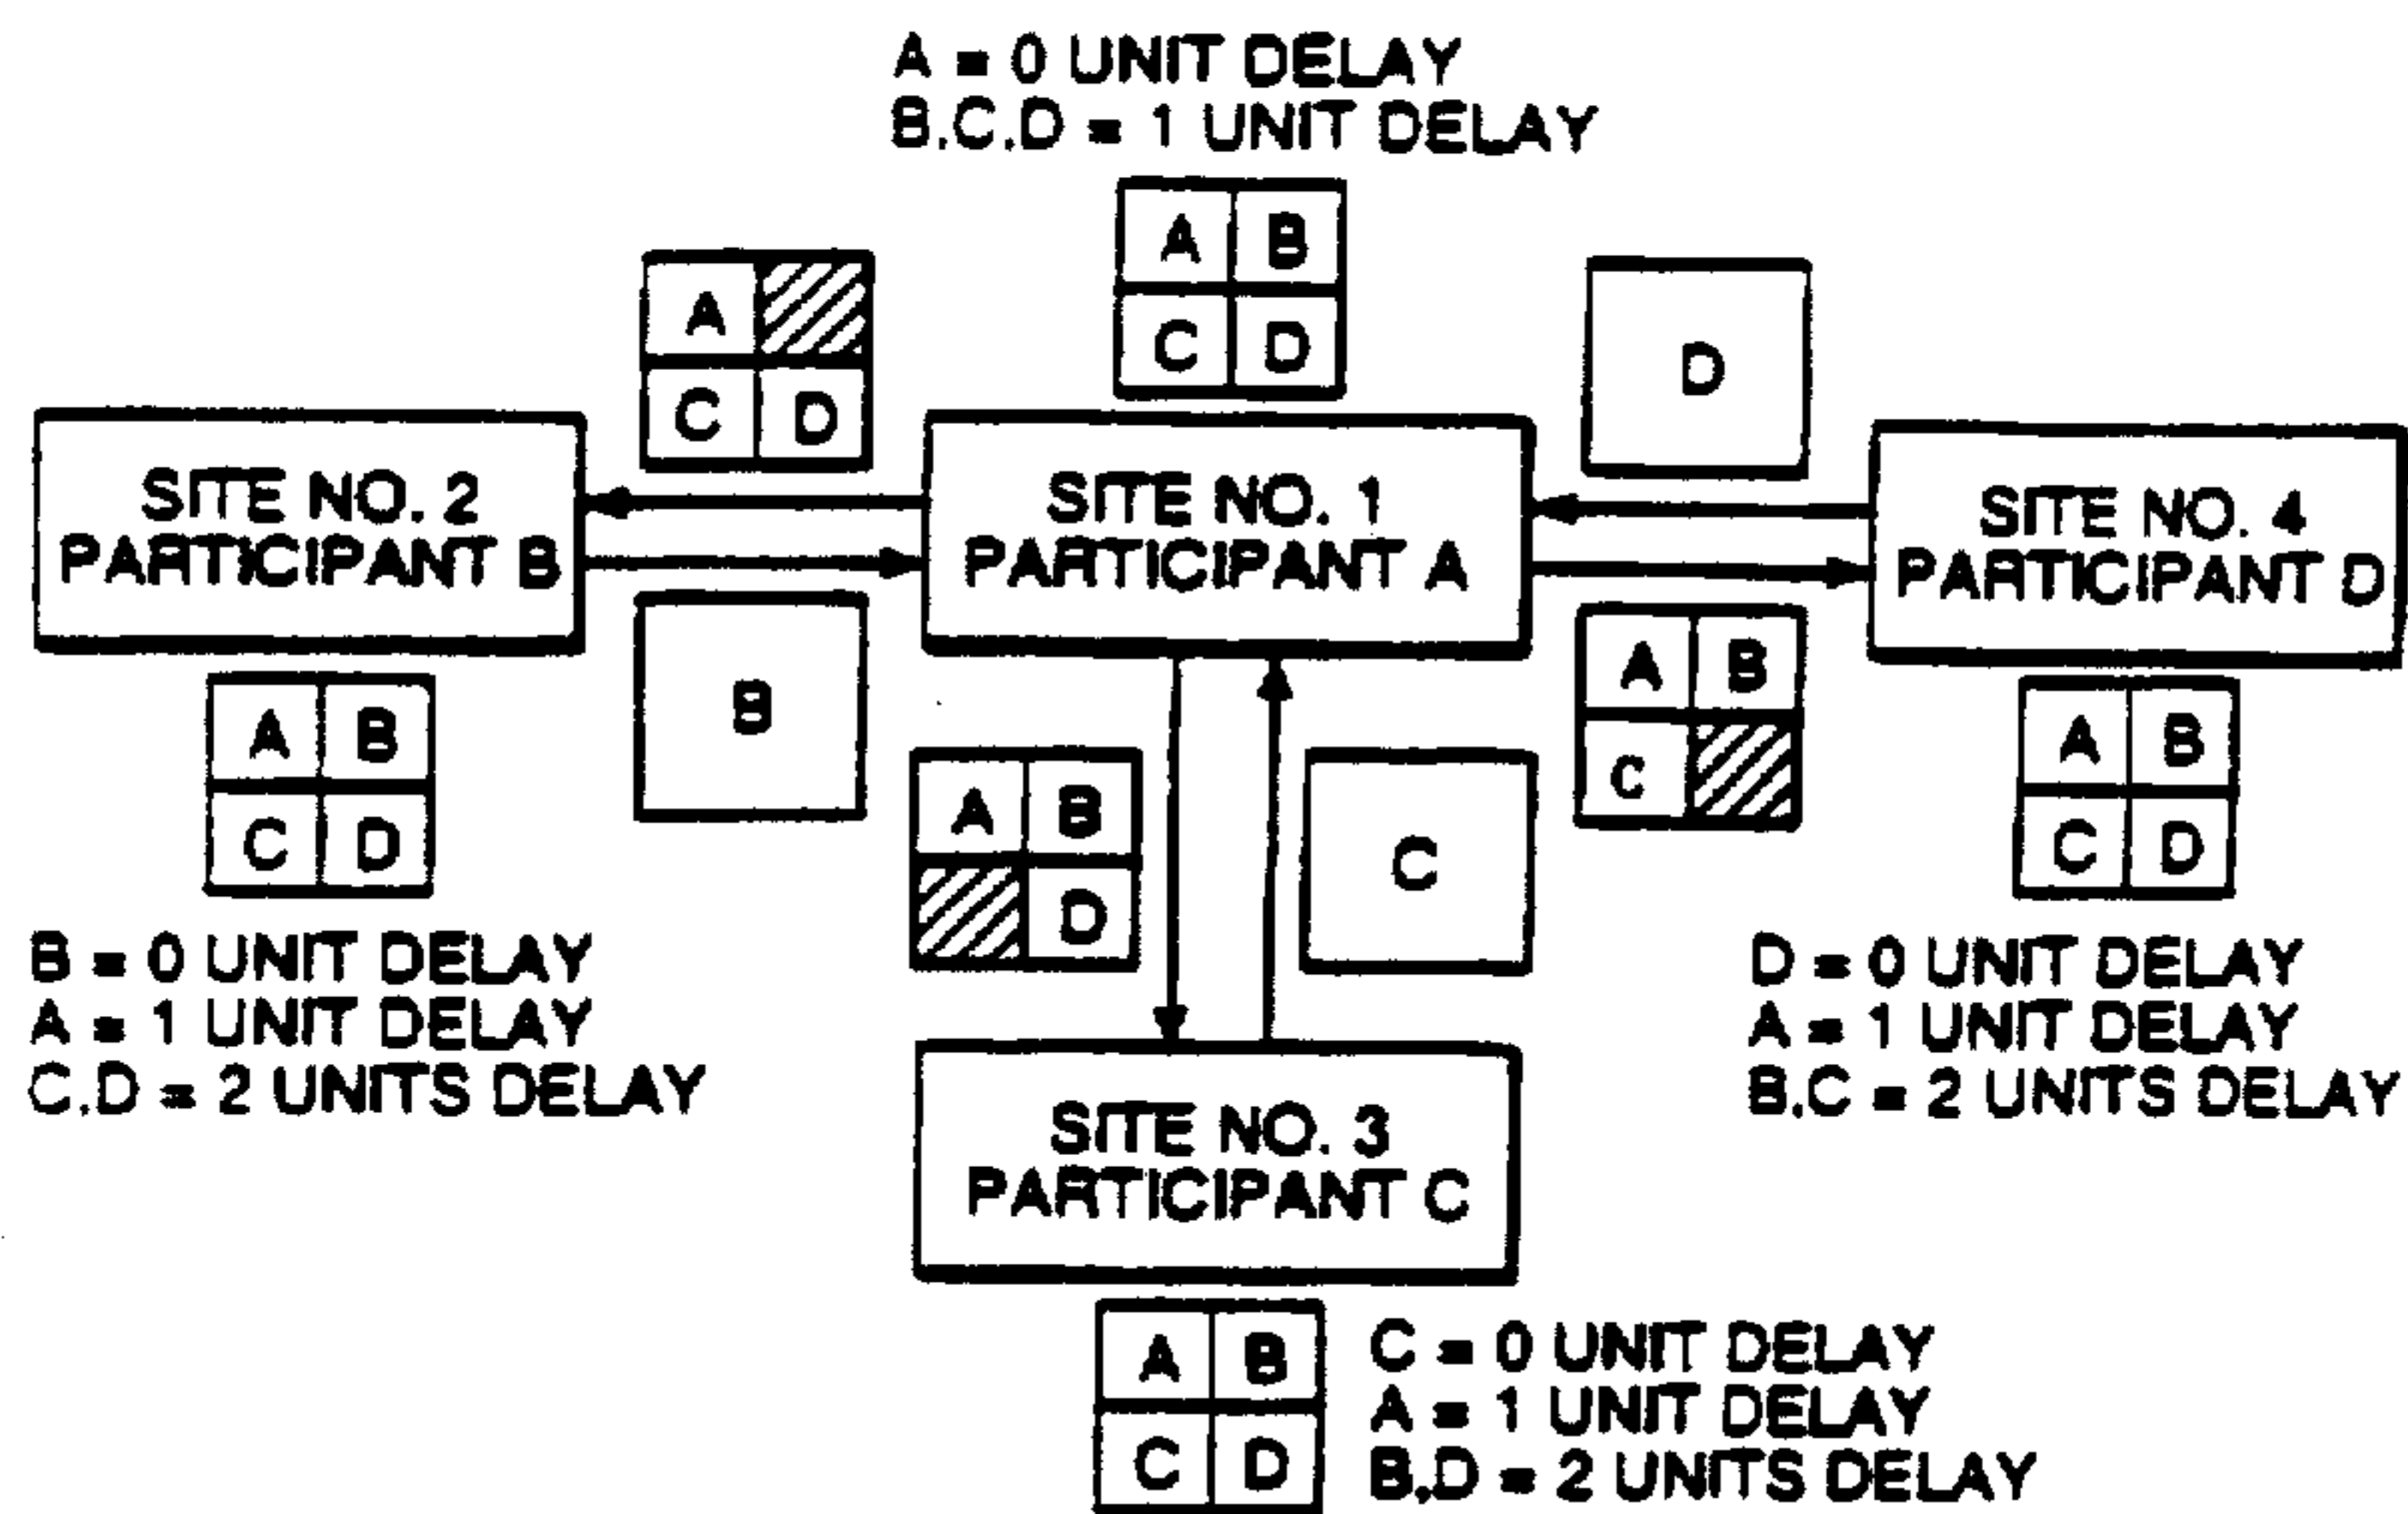 A = 0 UNIT DELAY
B.C.D = 1 UNIT DELAY
A B
C D
A
C D
D
SITE NO. 2
PARTICIPANT B
SITE NO. 1
PARTICIPANT A
SITE NO. 4
PARTICIPANT D
A B
C D
B
A B
D
C
A B
C
A B
C D
B = 0 UNIT DELAY
A = 1 UNIT DELAY
C.D = 2 UNITS DELAY
D = 0 UNIT DELAY
A = 1 UNIT DELAY
B.C = 2 UNITS DELAY
SITE NO. 3
PARTICIPANT C
A B
C D
C = 0 UNIT DELAY
A = 1 UNIT DELAY
B,D = 2 UNITS DELAY